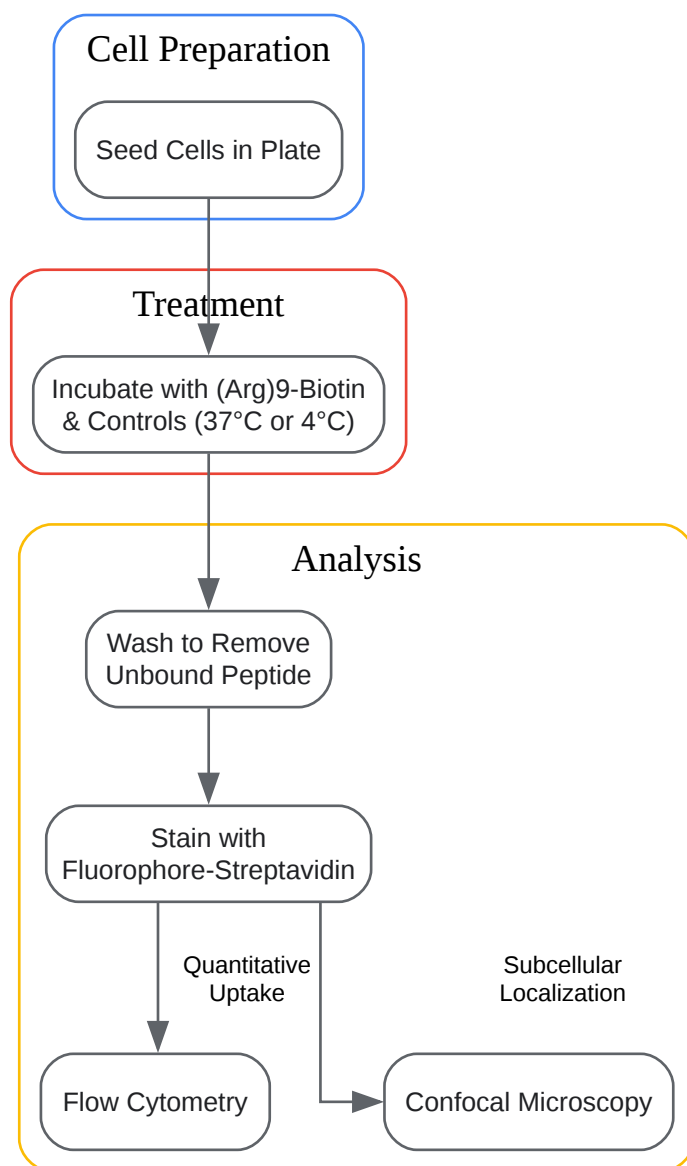 Cell Preparation
Seed Cells in Plate
Treatment
Incubate with (Arg)9-Biotin
& Controls (37°C or 4°C)
Analysis
Wash to Remove
Unbound Peptide
Stain with
Fluorophore-Streptavidin
Quantitative
Uptake
Subcellular
Localization
Flow Cytometry
Confocal Microscopy